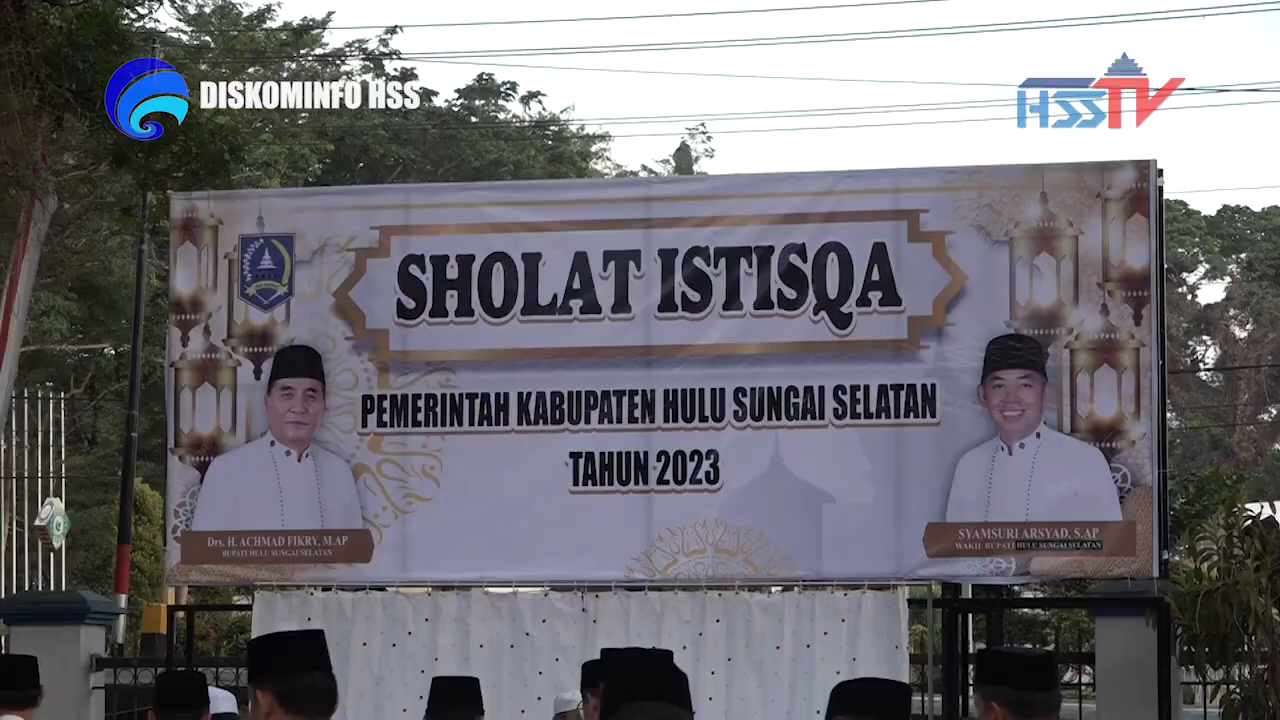 DISKOMINFO HSS
HSSTV
SHOLAT ISTISQA
PEMERINTAH KABUPATEN HULU SUNGAI SELATAN
TAHUN 2023
Drs. H. ACHMAD FIKRY, M.AP
BUPATI HULU SUNGAI SELATAN
SYAMSURI ARSYAD, S.AP
WAKIL BUPATI HULU SUNGAI SELATAN